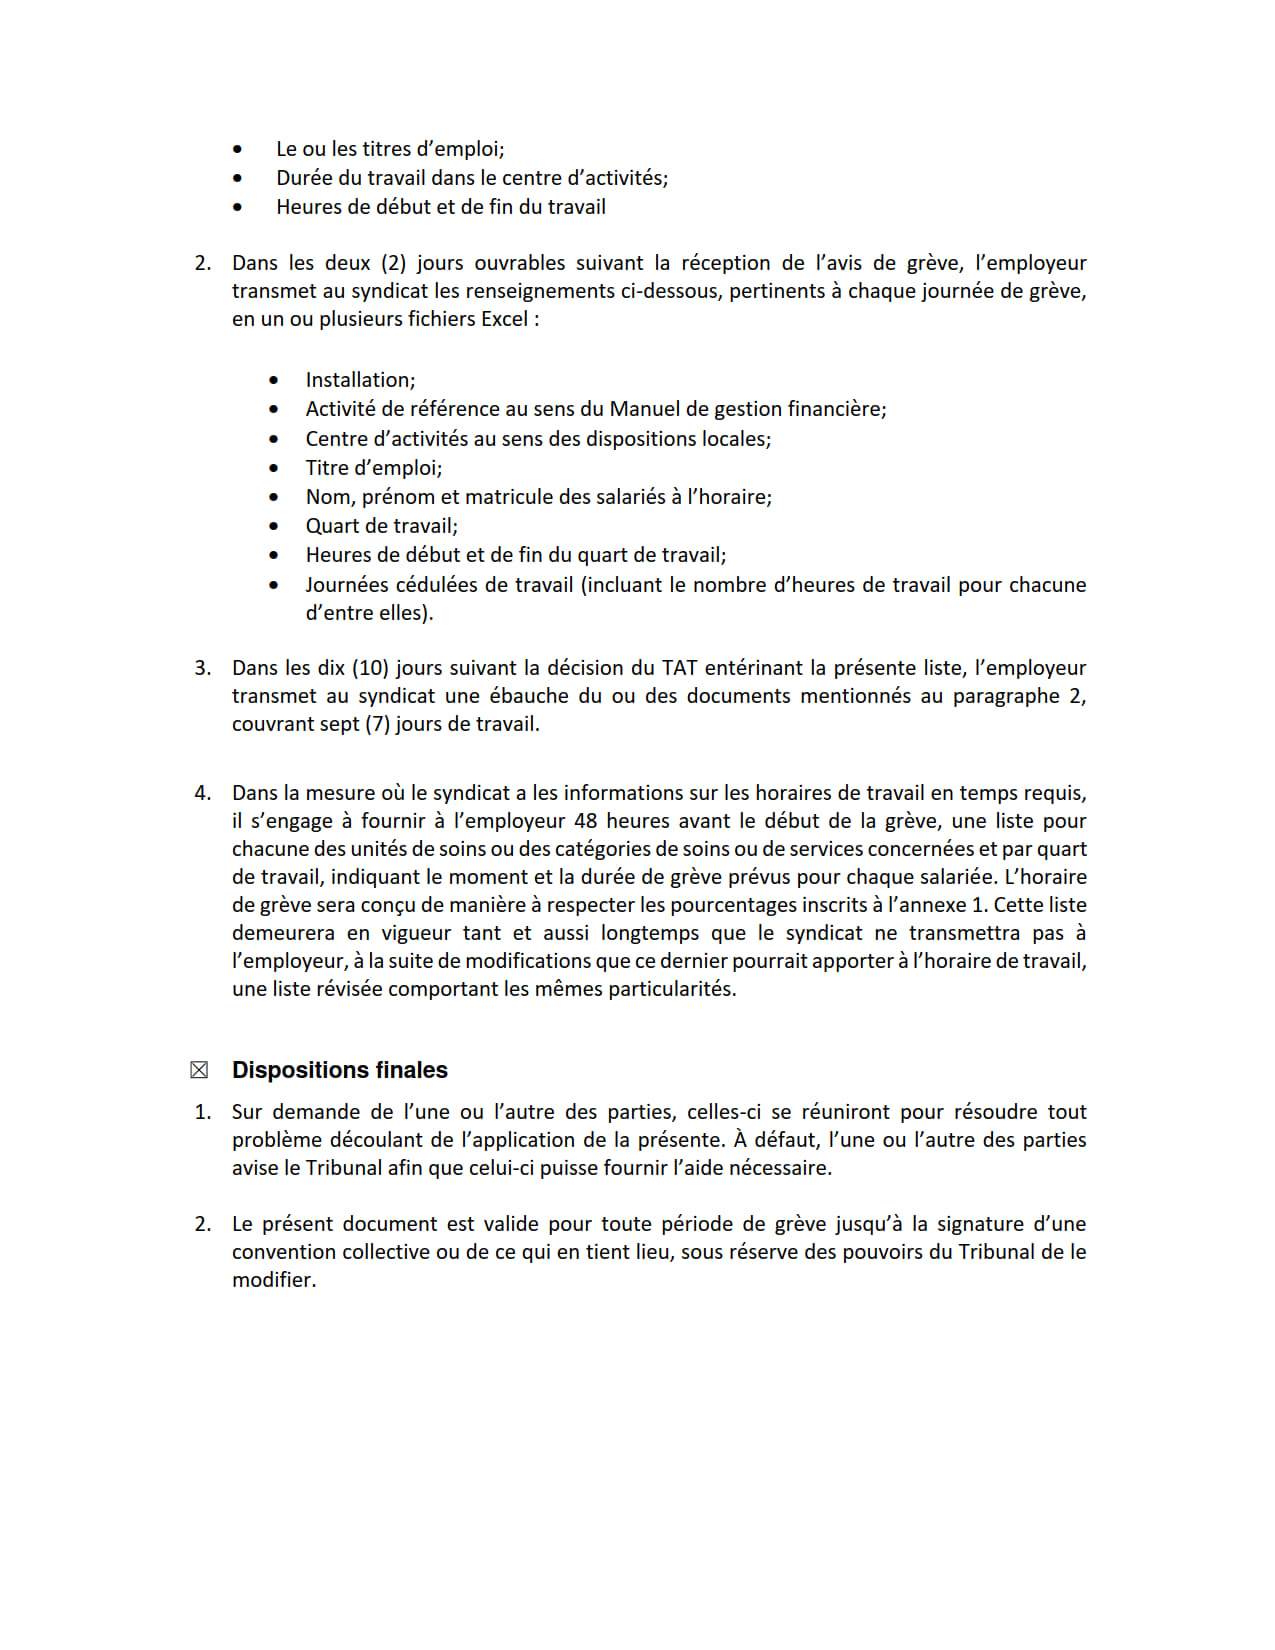 • Le ou les titres d’emploi;
• Durée du travail dans le centre d’activités;
• Heures de début et de fin du travail
2. Dans les deux (2) jours ouvrables suivant la réception de l’avis de grève, l’employeur
transmet au syndicat les renseignements ci-dessous, pertinents à chaque journée de grève,
en un ou plusieurs fichiers Excel :
• Installation;
• Activité de référence au sens du Manuel de gestion financière;
• Centre d’activités au sens des dispositions locales;
• Titre d’emploi;
• Nom, prénom et matricule des salariés à l’horaire;
• Quart de travail;
• Heures de début et de fin du quart de travail;
• Journées cédulées de travail (incluant le nombre d’heures de travail pour chacune
d’entre elles).
3. Dans les dix (10) jours suivant la décision du TAT entérinant la présente liste, l’employeur
transmet au syndicat une ébauche du ou des documents mentionnés au paragraphe 2,
couvrant sept (7) jours de travail.
4. Dans la mesure où le syndicat a les informations sur les horaires de travail en temps requis,
il s’engage à fournir à l’employeur 48 heures avant le début de la grève, une liste pour
chacune des unités de soins ou des catégories de soins ou de services concernées et par quart
de travail, indiquant le moment et la durée de grève prévus pour chaque salariée. L’horaire
de grève sera conçu de manière à respecter les pourcentages inscrits à l’annexe 1. Cette liste
demeurera en vigueur tant et aussi longtemps que le syndicat ne transmettra pas à
l’employeur, à la suite de modifications que ce dernier pourrait apporter à l’horaire de travail,
une liste révisée comportant les mêmes particularités.
☒ Dispositions finales
1. Sur demande de l’une ou l’autre des parties, celles-ci se réuniront pour résoudre tout
problème découlant de l’application de la présente. À défaut, l’une ou l’autre des parties
avise le Tribunal afin que celui-ci puisse fournir l’aide nécessaire.
2. Le présent document est valide pour toute période de grève jusqu’à la signature d’une
convention collective ou de ce qui en tient lieu, sous réserve des pouvoirs du Tribunal de le
modifier.